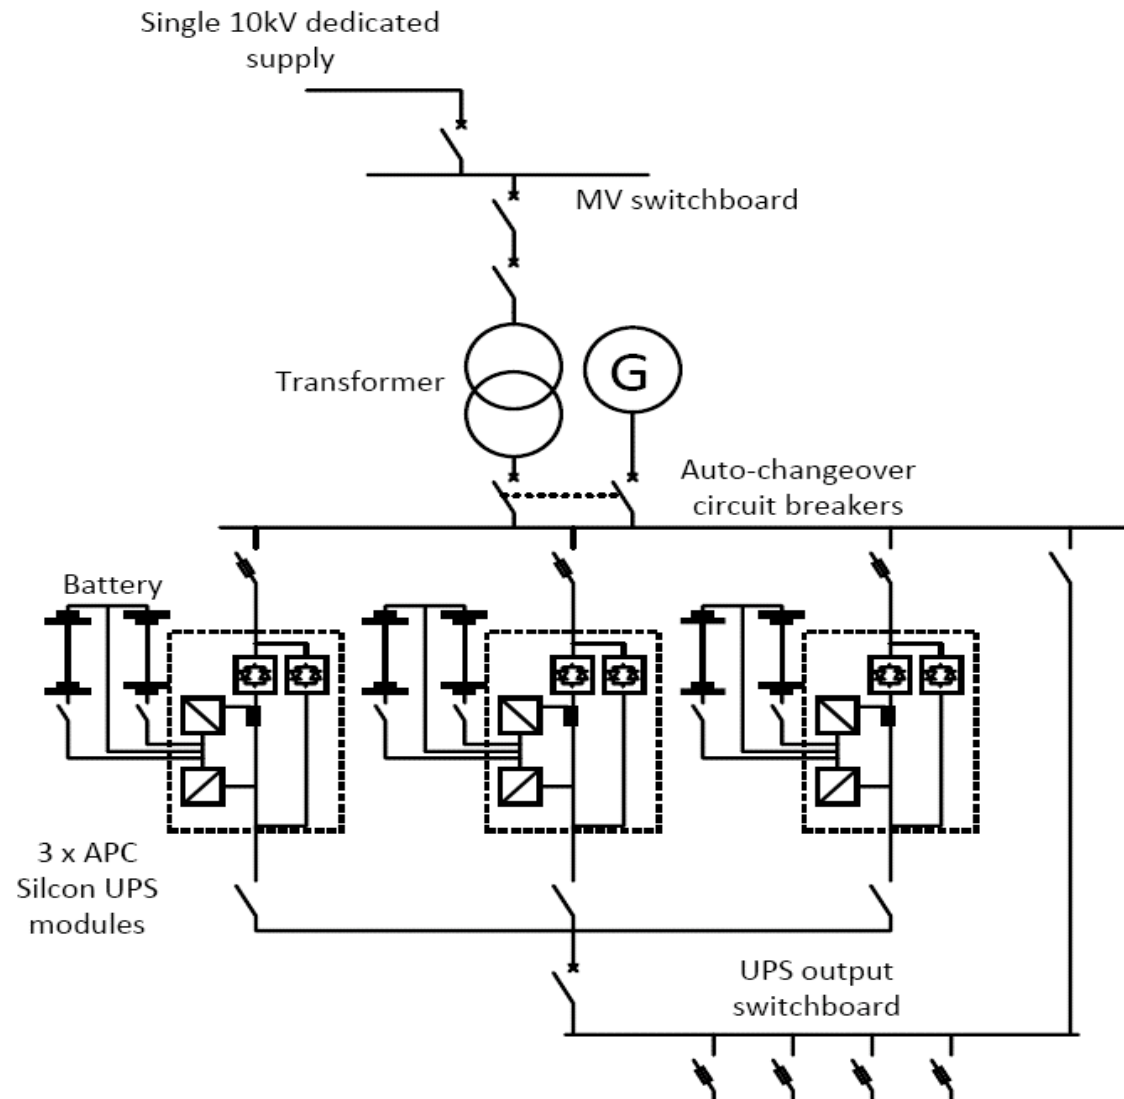 Single 10kV dedicated
supply
MV switchboard
Transformer
G
Auto-changeover
circuit breakers
Battery
3 x APC
Silcon UPS
modules
UPS output
switchboard